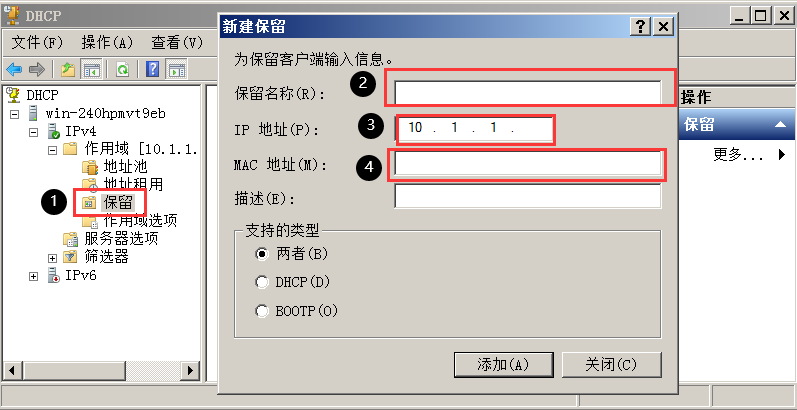 DHCP
文件(F) 操作(A) 查看(V)
DHCP
win-240hpmvt9eb
IPv4
作用域 [10.1.1.
地址池
地址租用
1
保留
作用域选项
服务器选项
筛选器
IPv6
新建保留
为保留客户端输入信息。
保留名称(R):
2
IP 地址(P):
3
10 . 1 . 1 .
MAC 地址(M):
4
描述(E):
支持的类型
两者(B)
DHCP(D)
BOOTP(O)
添加(A)
关闭(C)
操作
保留
更多...